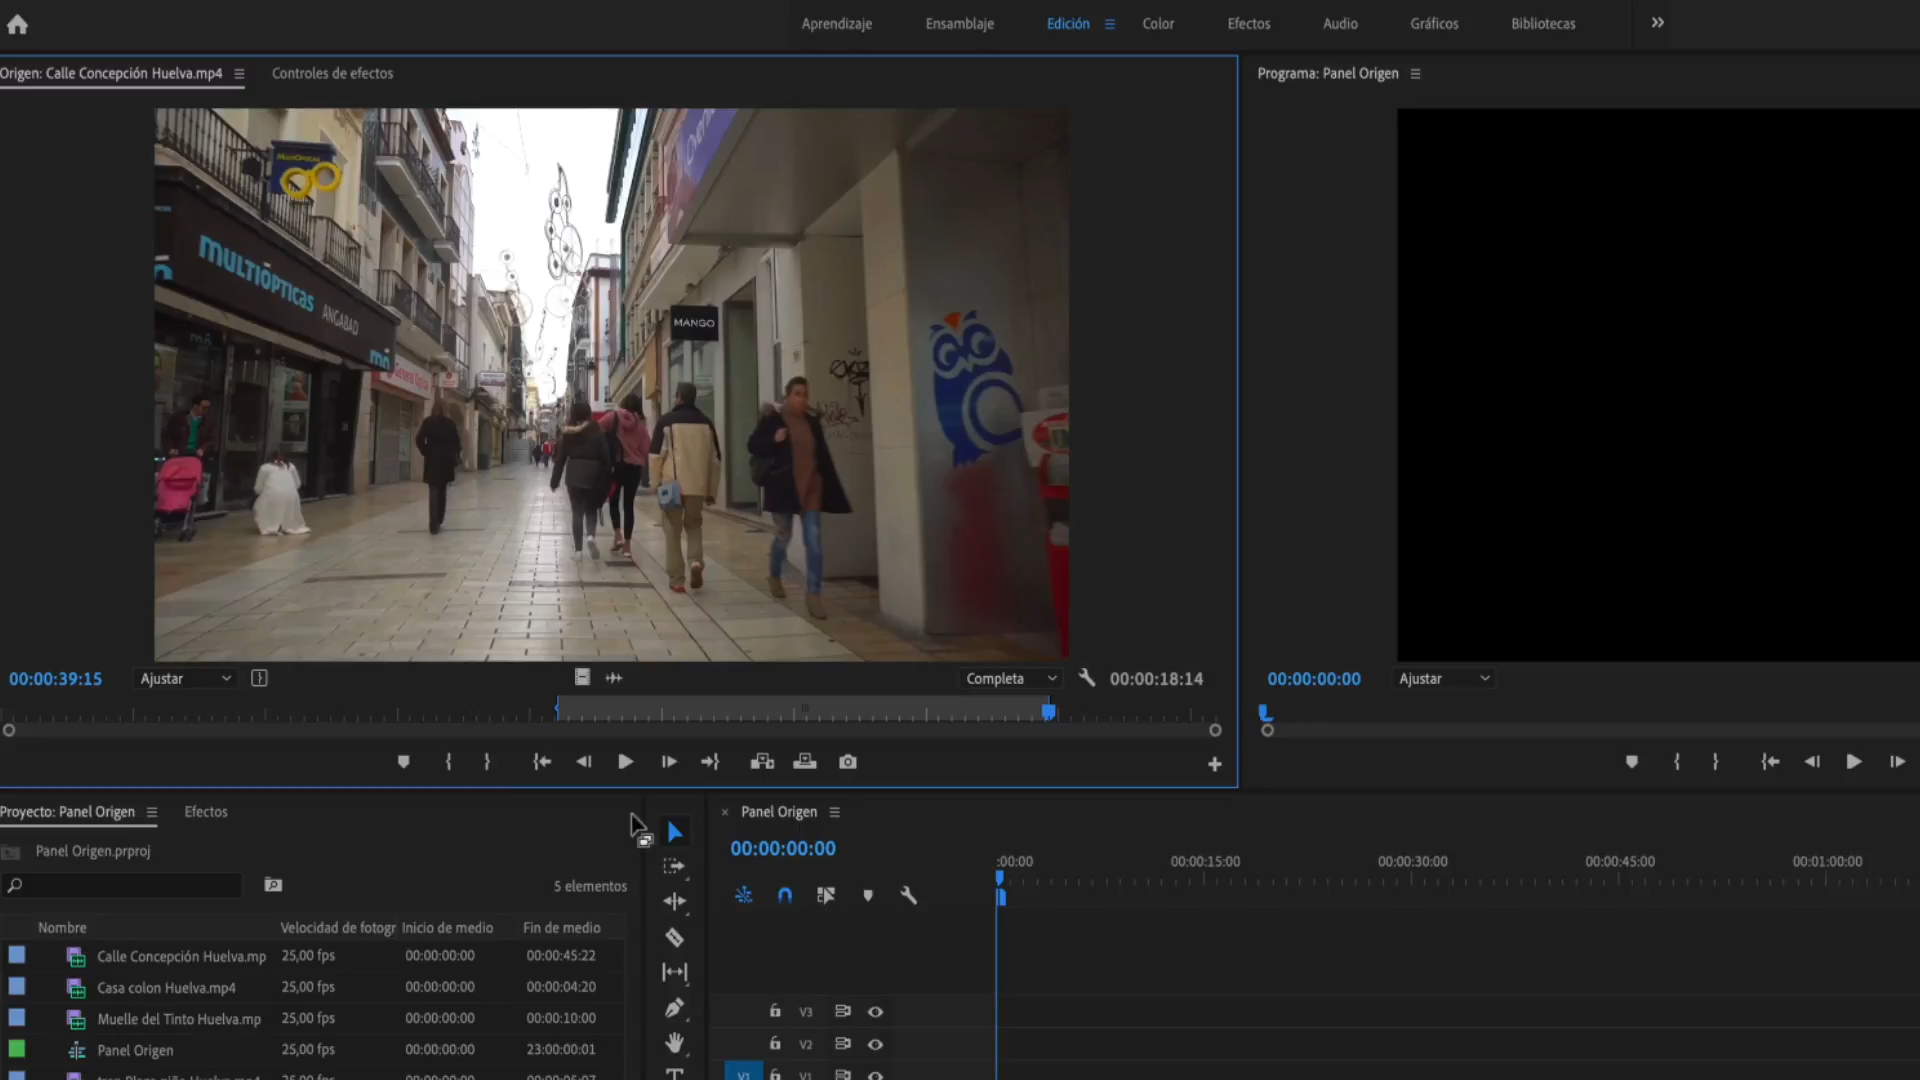 Aprendizaje Ensamblaje Edición Color Efectos Audio Gráficos Bibliotecas
Origen: Calle Concepción Huelva.mp4 Controles de efectos
Programa: Panel Origen
MULTIOPTICAS
MULTIÓPTICAS ANGABAD
mo
General Optica
MANGO
00:00:39:15 Ajustar Completa 00:00:18:14
00:00:00:00 Ajustar
Proyecto: Panel Origen Efectos
Panel Origen.prproj
5 elementos
Nombre Velocidad de fotogr Inicio de medio Fin de medio
Calle Concepción Huelva.mp 25,00 fps 00:00:00:00 00:00:45:22
Casa colon Huelva.mp4 25,00 fps 00:00:00:00 00:00:04:20
Muelle del Tinto Huelva.mp 25,00 fps 00:00:00:00 00:00:10:00
Panel Origen 25,00 fps 00:00:00:00 23:00:00:01
Panel Origen
00:00:00:00
:00:00 00:00:15:00 00:00:30:00 00:00:45:00 00:01:00:00
V3
V2
V1 V1